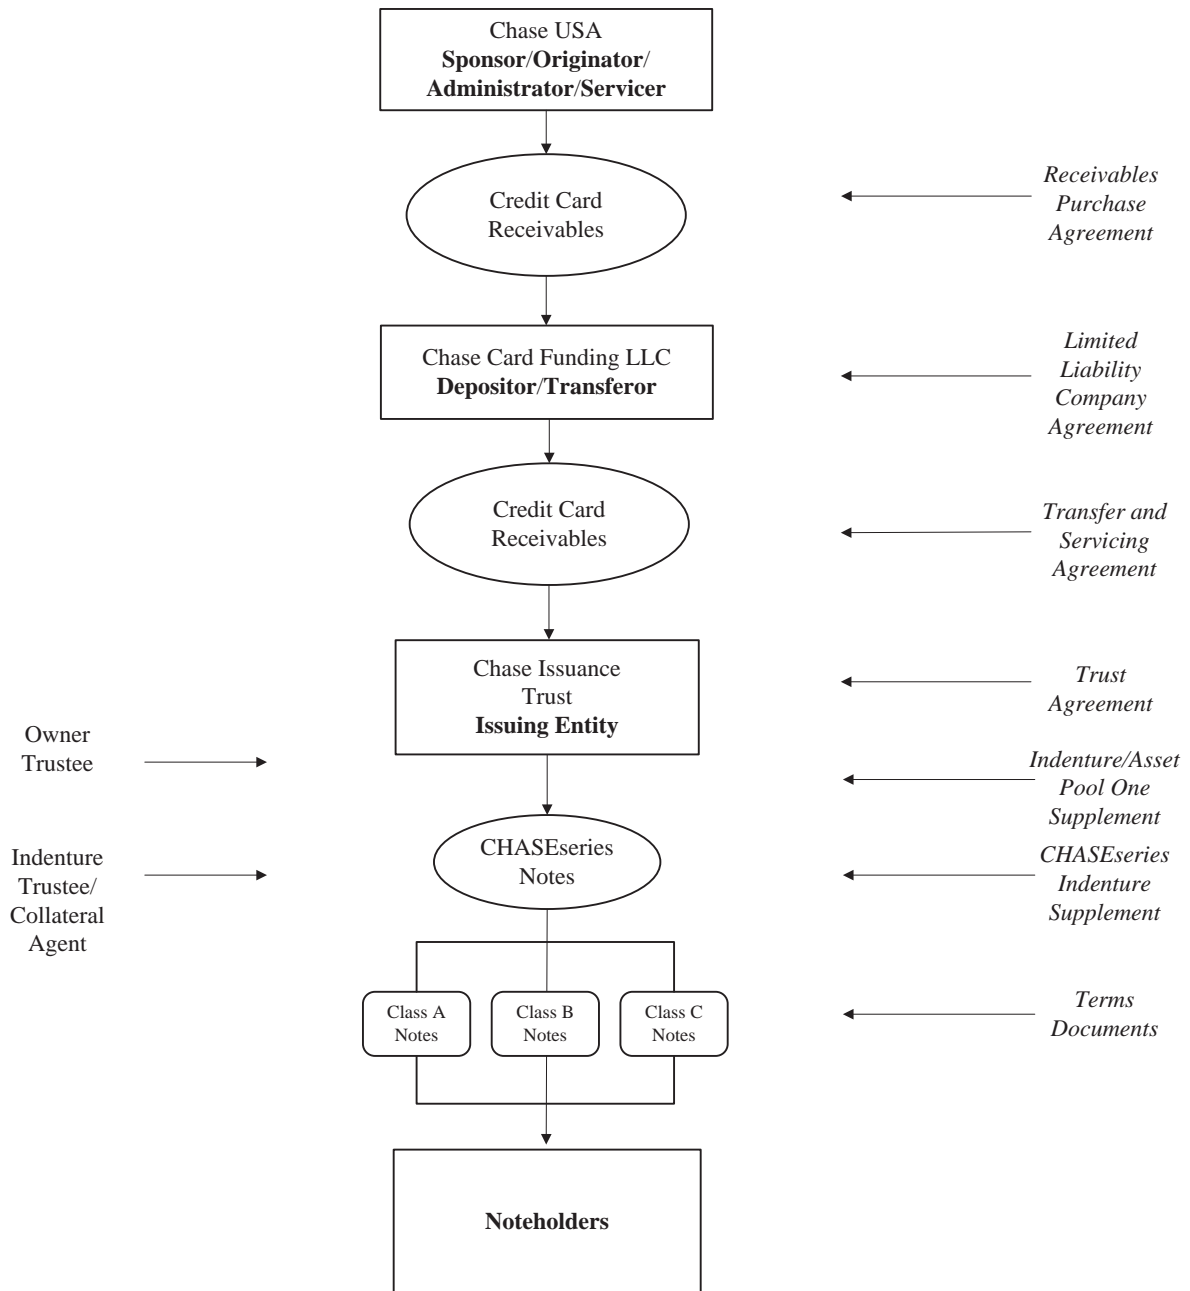 Chase USA
Sponsor/Originator/
Administrator/Servicer
Credit Card
Receivables
Receivables
Purchase
Agreement
Chase Card Funding LLC
Depositor/Transferor
Limited
Liability
Company
Agreement
Credit Card
Receivables
Transfer and
Servicing
Agreement
Chase Issuance
Trust
Issuing Entity
Trust
Agreement
Owner
Trustee
Indenture/Asset
Pool One
Supplement
CHASEseries
Notes
Indenture
Trustee/
Collateral
Agent
CHASEseries
Indenture
Supplement
Class A
Notes
Class B
Notes
Class C
Notes
Terms
Documents
Noteholders